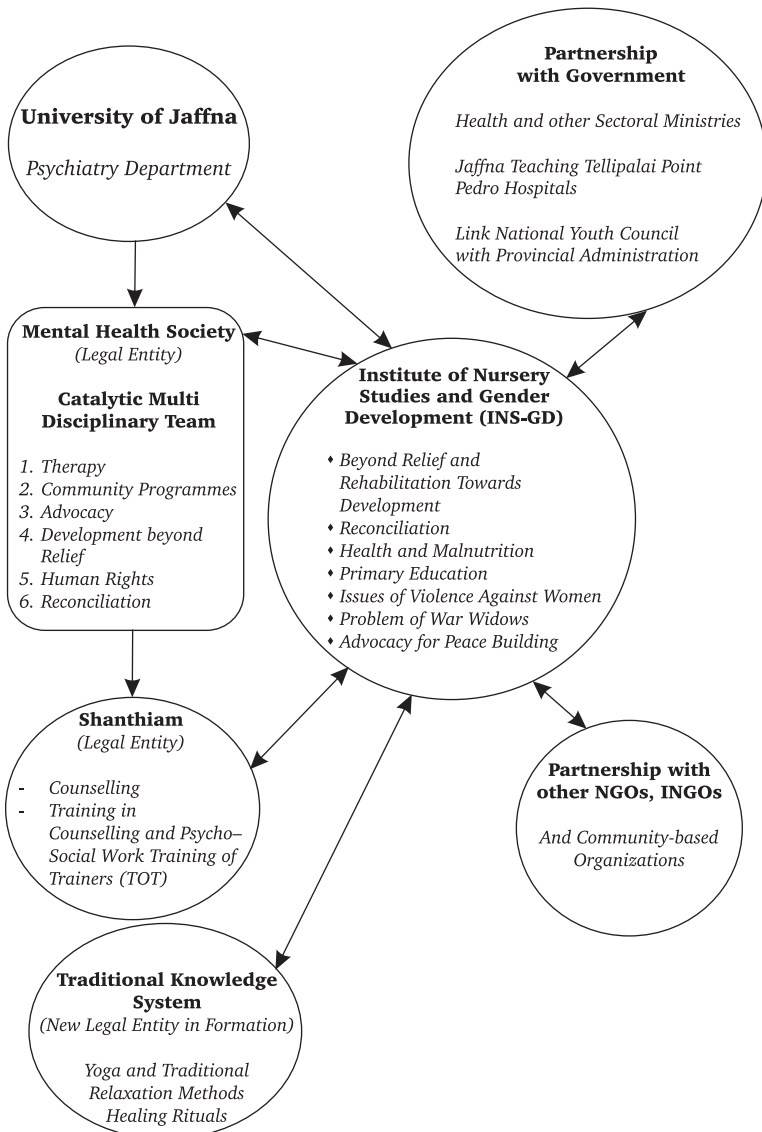 University of Jaffna
Psychiatry Department
Partnership
with Government
Health and other Sectoral Ministries
Jaffna Teaching Tellipalai Point
Pedro Hospitals
Link National Youth Council
with Provincial Administration
Mental Health Society
(Legal Entity)
Catalytic Multi
Disciplinary Team
1. Therapy
2. Community Programmes
3. Advocacy
4. Development beyond
Relief
5. Human Rights
6. Reconciliation
Institute of Nursery
Studies and Gender
Development (INS-GD)
♦ Beyond Relief and
Rehabilitation Towards
Development
♦ Reconciliation
♦ Health and Malnutrition
♦ Primary Education
♦ Issues of Violence Against Women
♦ Problem of War Widows
♦ Advocacy for Peace Building
Shanthiam
(Legal Entity)
- Counselling
- Training in
Counselling and Psycho–
Social Work Training of
Trainers (TOT)
Partnership with
other NGOs, INGOs
And Community-based
Organizations
Traditional Knowledge
System
(New Legal Entity in Formation)
Yoga and Traditional
Relaxation Methods
Healing Rituals